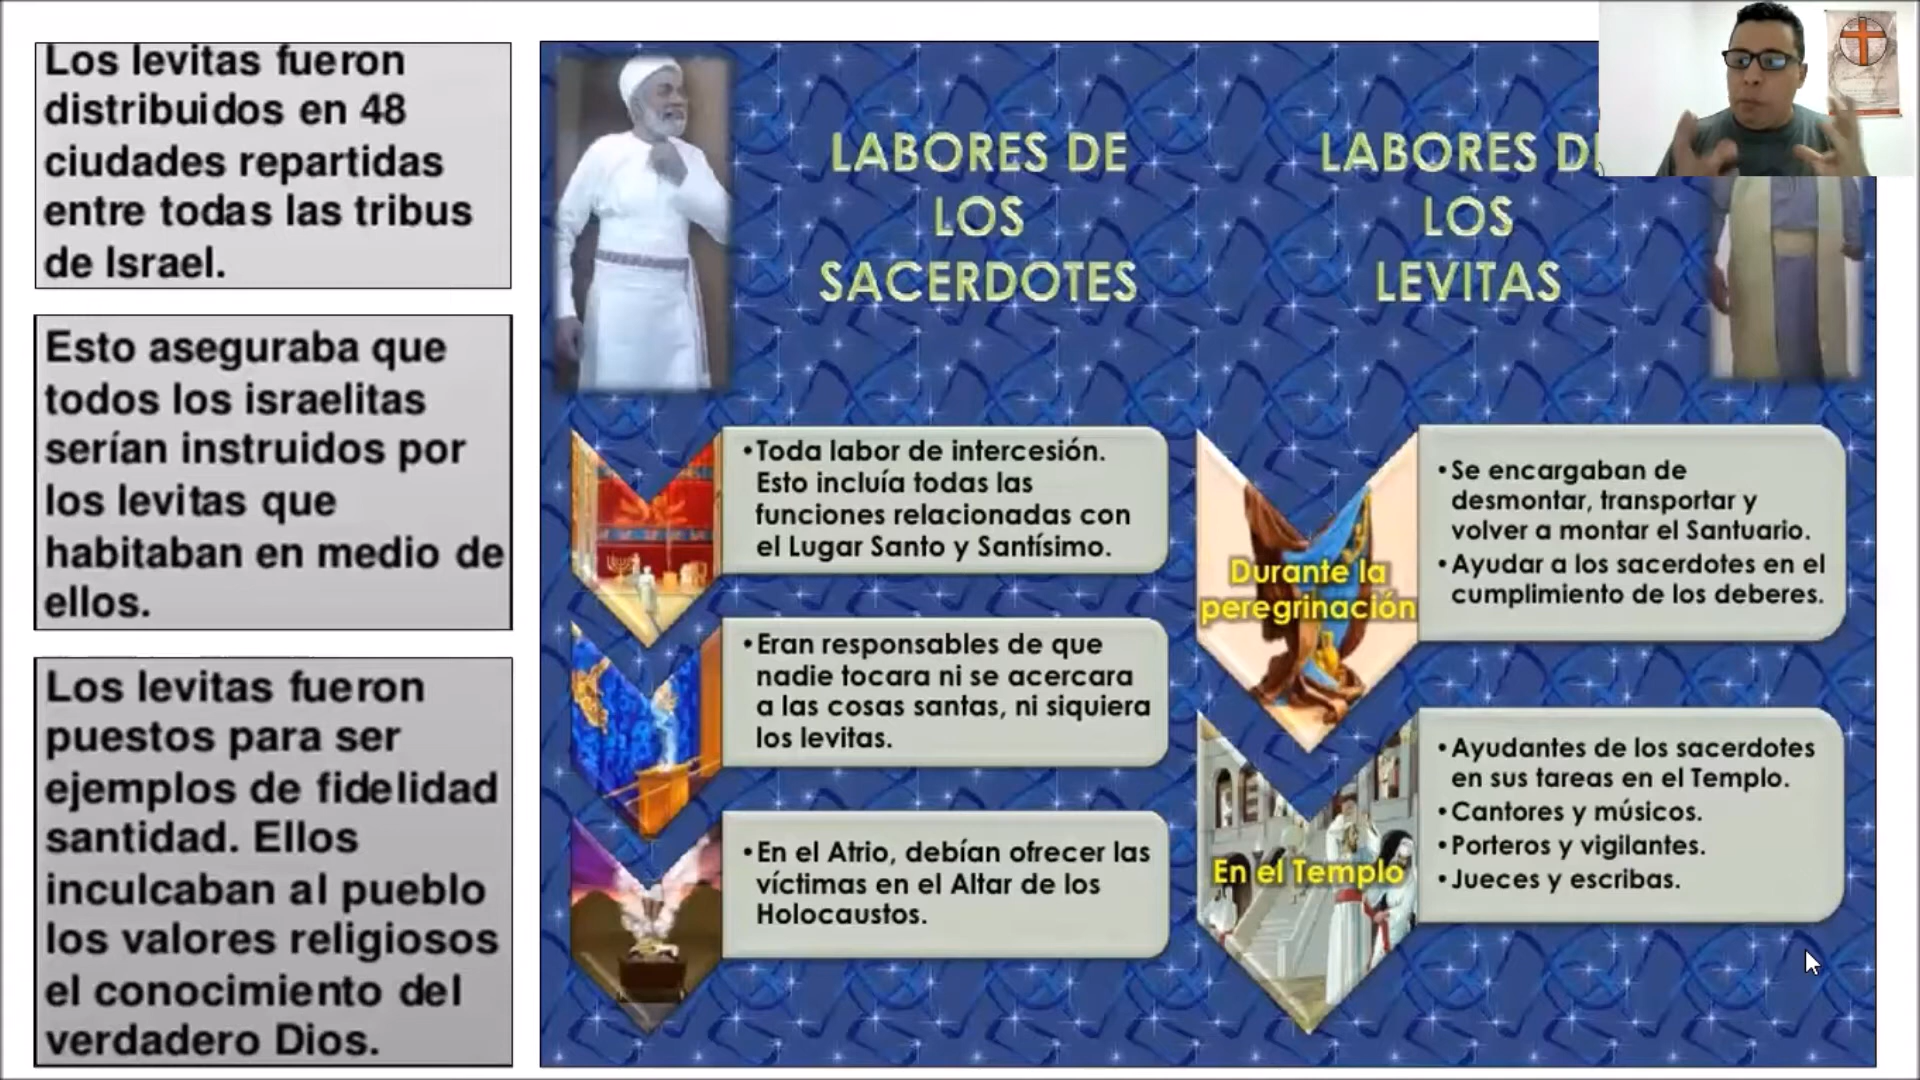 Los levitas fueron
distribuidos en 48
ciudades repartidas
entre todas las tribus
de Israel.
Esto aseguraba que
todos los israelitas
serían instruidos por
los levitas que
habitaban en medio de
ellos.
Los levitas fueron
puestos para ser
ejemplos de fidelidad
santidad. Ellos
inculcaban al pueblo
los valores religiosos
el conocimiento del
verdadero Dios.
LABORES DE
LOS
SACERDOTES
•Toda labor de intercesión.
Esto incluía todas las
funciones relacionadas con
el Lugar Santo y Santísimo.
•Eran responsables de que
nadie tocara ni se acercara
a las cosas santas, ni siquiera
los levitas.
•En el Atrio, debían ofrecer las
víctimas en el Altar de los
Holocaustos.
LABORES DE
LOS
LEVITAS
Durante la
peregrinación
•Se encargaban de
desmontar, transportar y
volver a montar el Santuario.
•Ayudar a los sacerdotes en el
cumplimiento de los deberes.
En el Templo
•Ayudantes de los sacerdotes
en sus tareas en el Templo.
•Cantores y músicos.
•Porteros y vigilantes.
•Jueces y escribas.